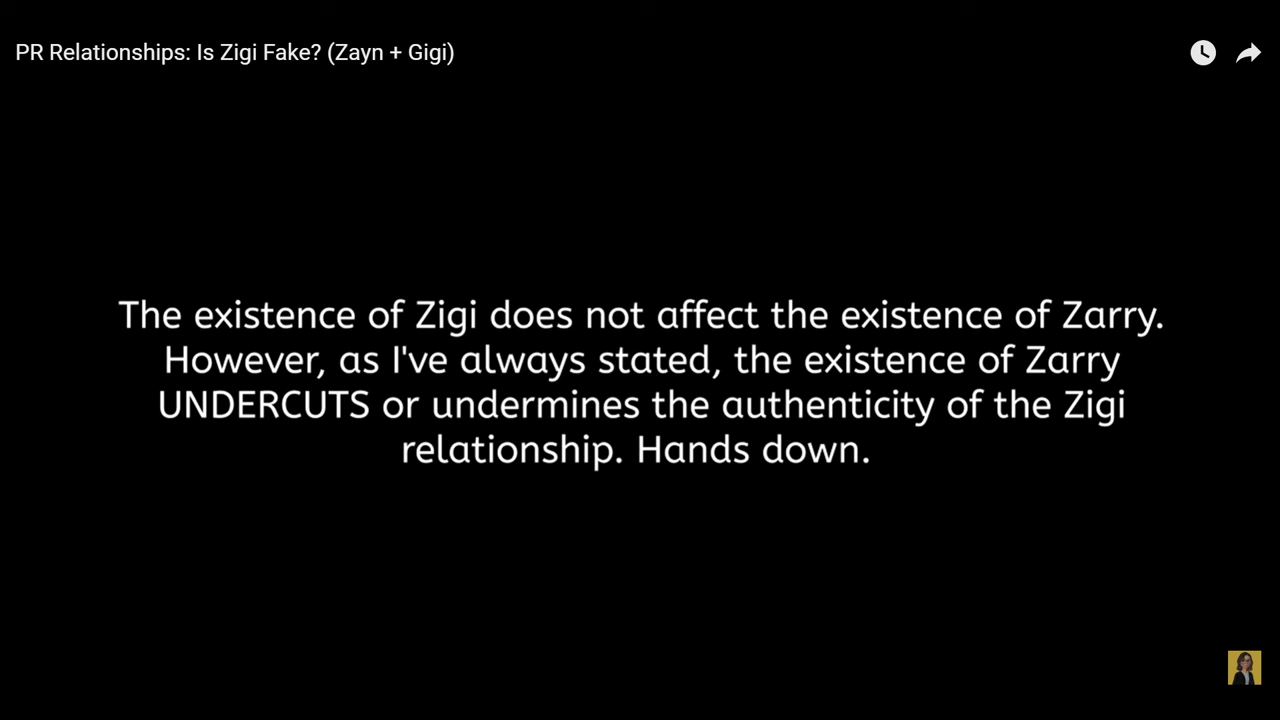 PR Relationships: Is Zigi Fake? (Zayn + Gigi)
The existence of Zigi does not affect the existence of Zarry.
However, as I've always stated, the existence of Zarry
UNDERCUTS or undermines the authenticity of the Zigi
relationship. Hands down.